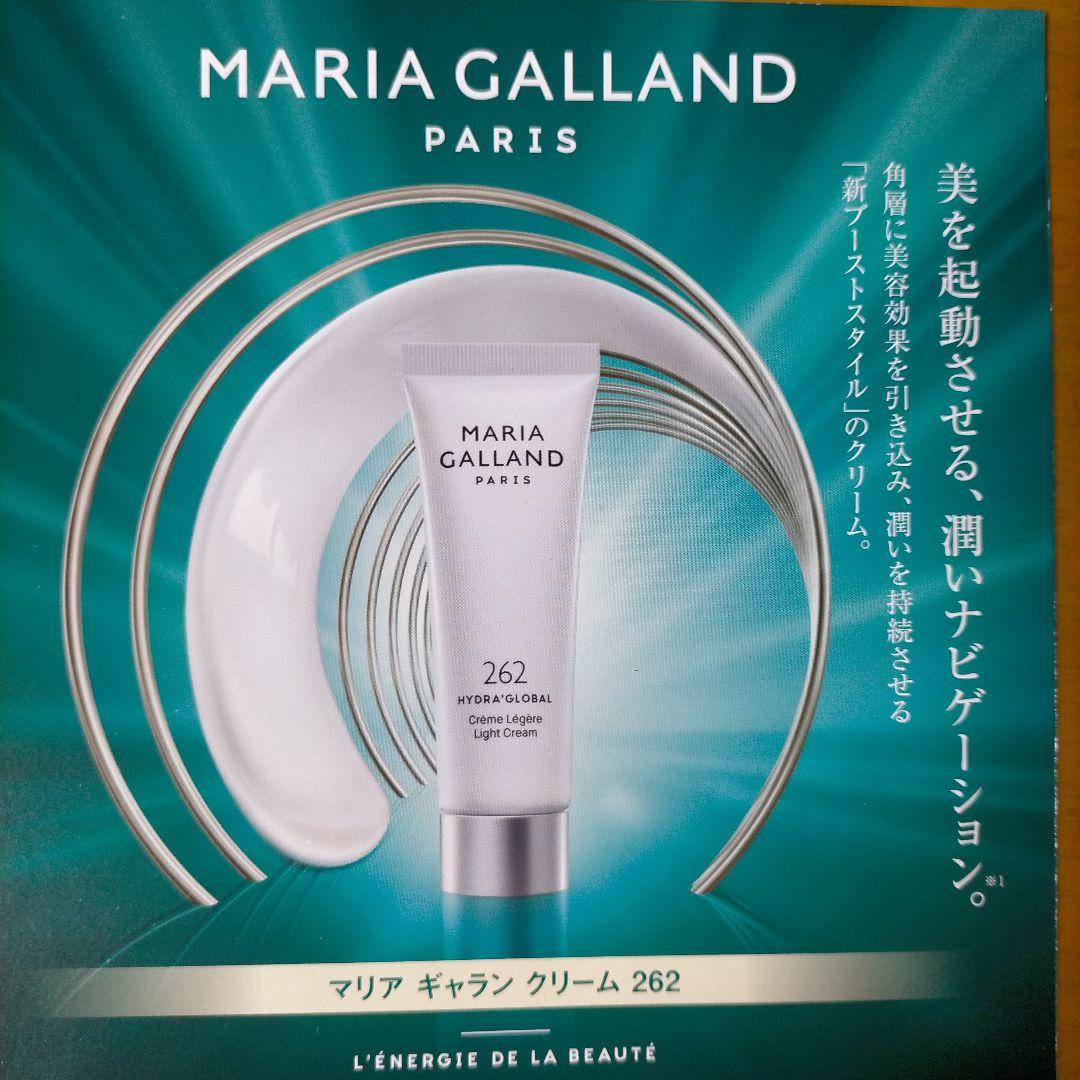 MARIA GALLAND
PARIS
美を起動させる、潤いナビゲーション。※1
角層に美容効果を引き込み、潤いを持続させる
「新ブーストスタイル」のクリーム。
MARIA
GALLAND
PARIS
262
HYDRA'GLOBAL
Crème Légère
Light Cream
マリア ギャラン クリーム 262
L'ÉNERGIE DE LA BEAUTÉ